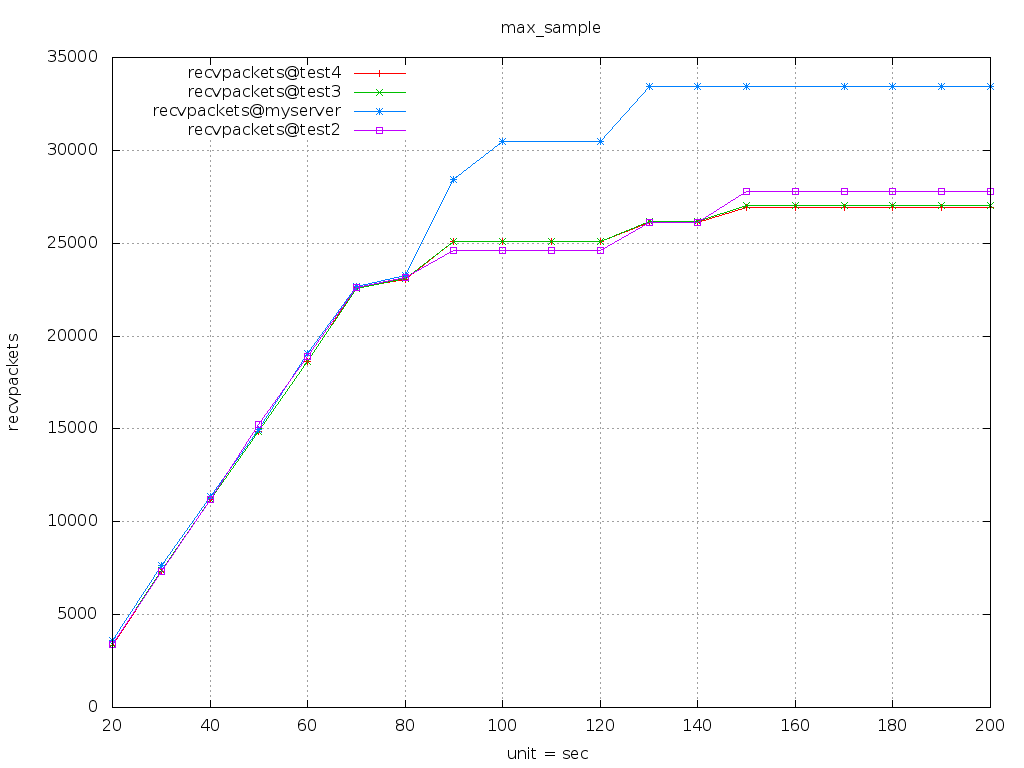 max_sample
35000
30000
25000
20000
15000
10000
5000
0
recvpackets@test4
recvpackets@test3
recvpackets@myserver
recvpackets@test2
recvpackets
20 40 60 80 100 120 140 160 180 200
unit = sec